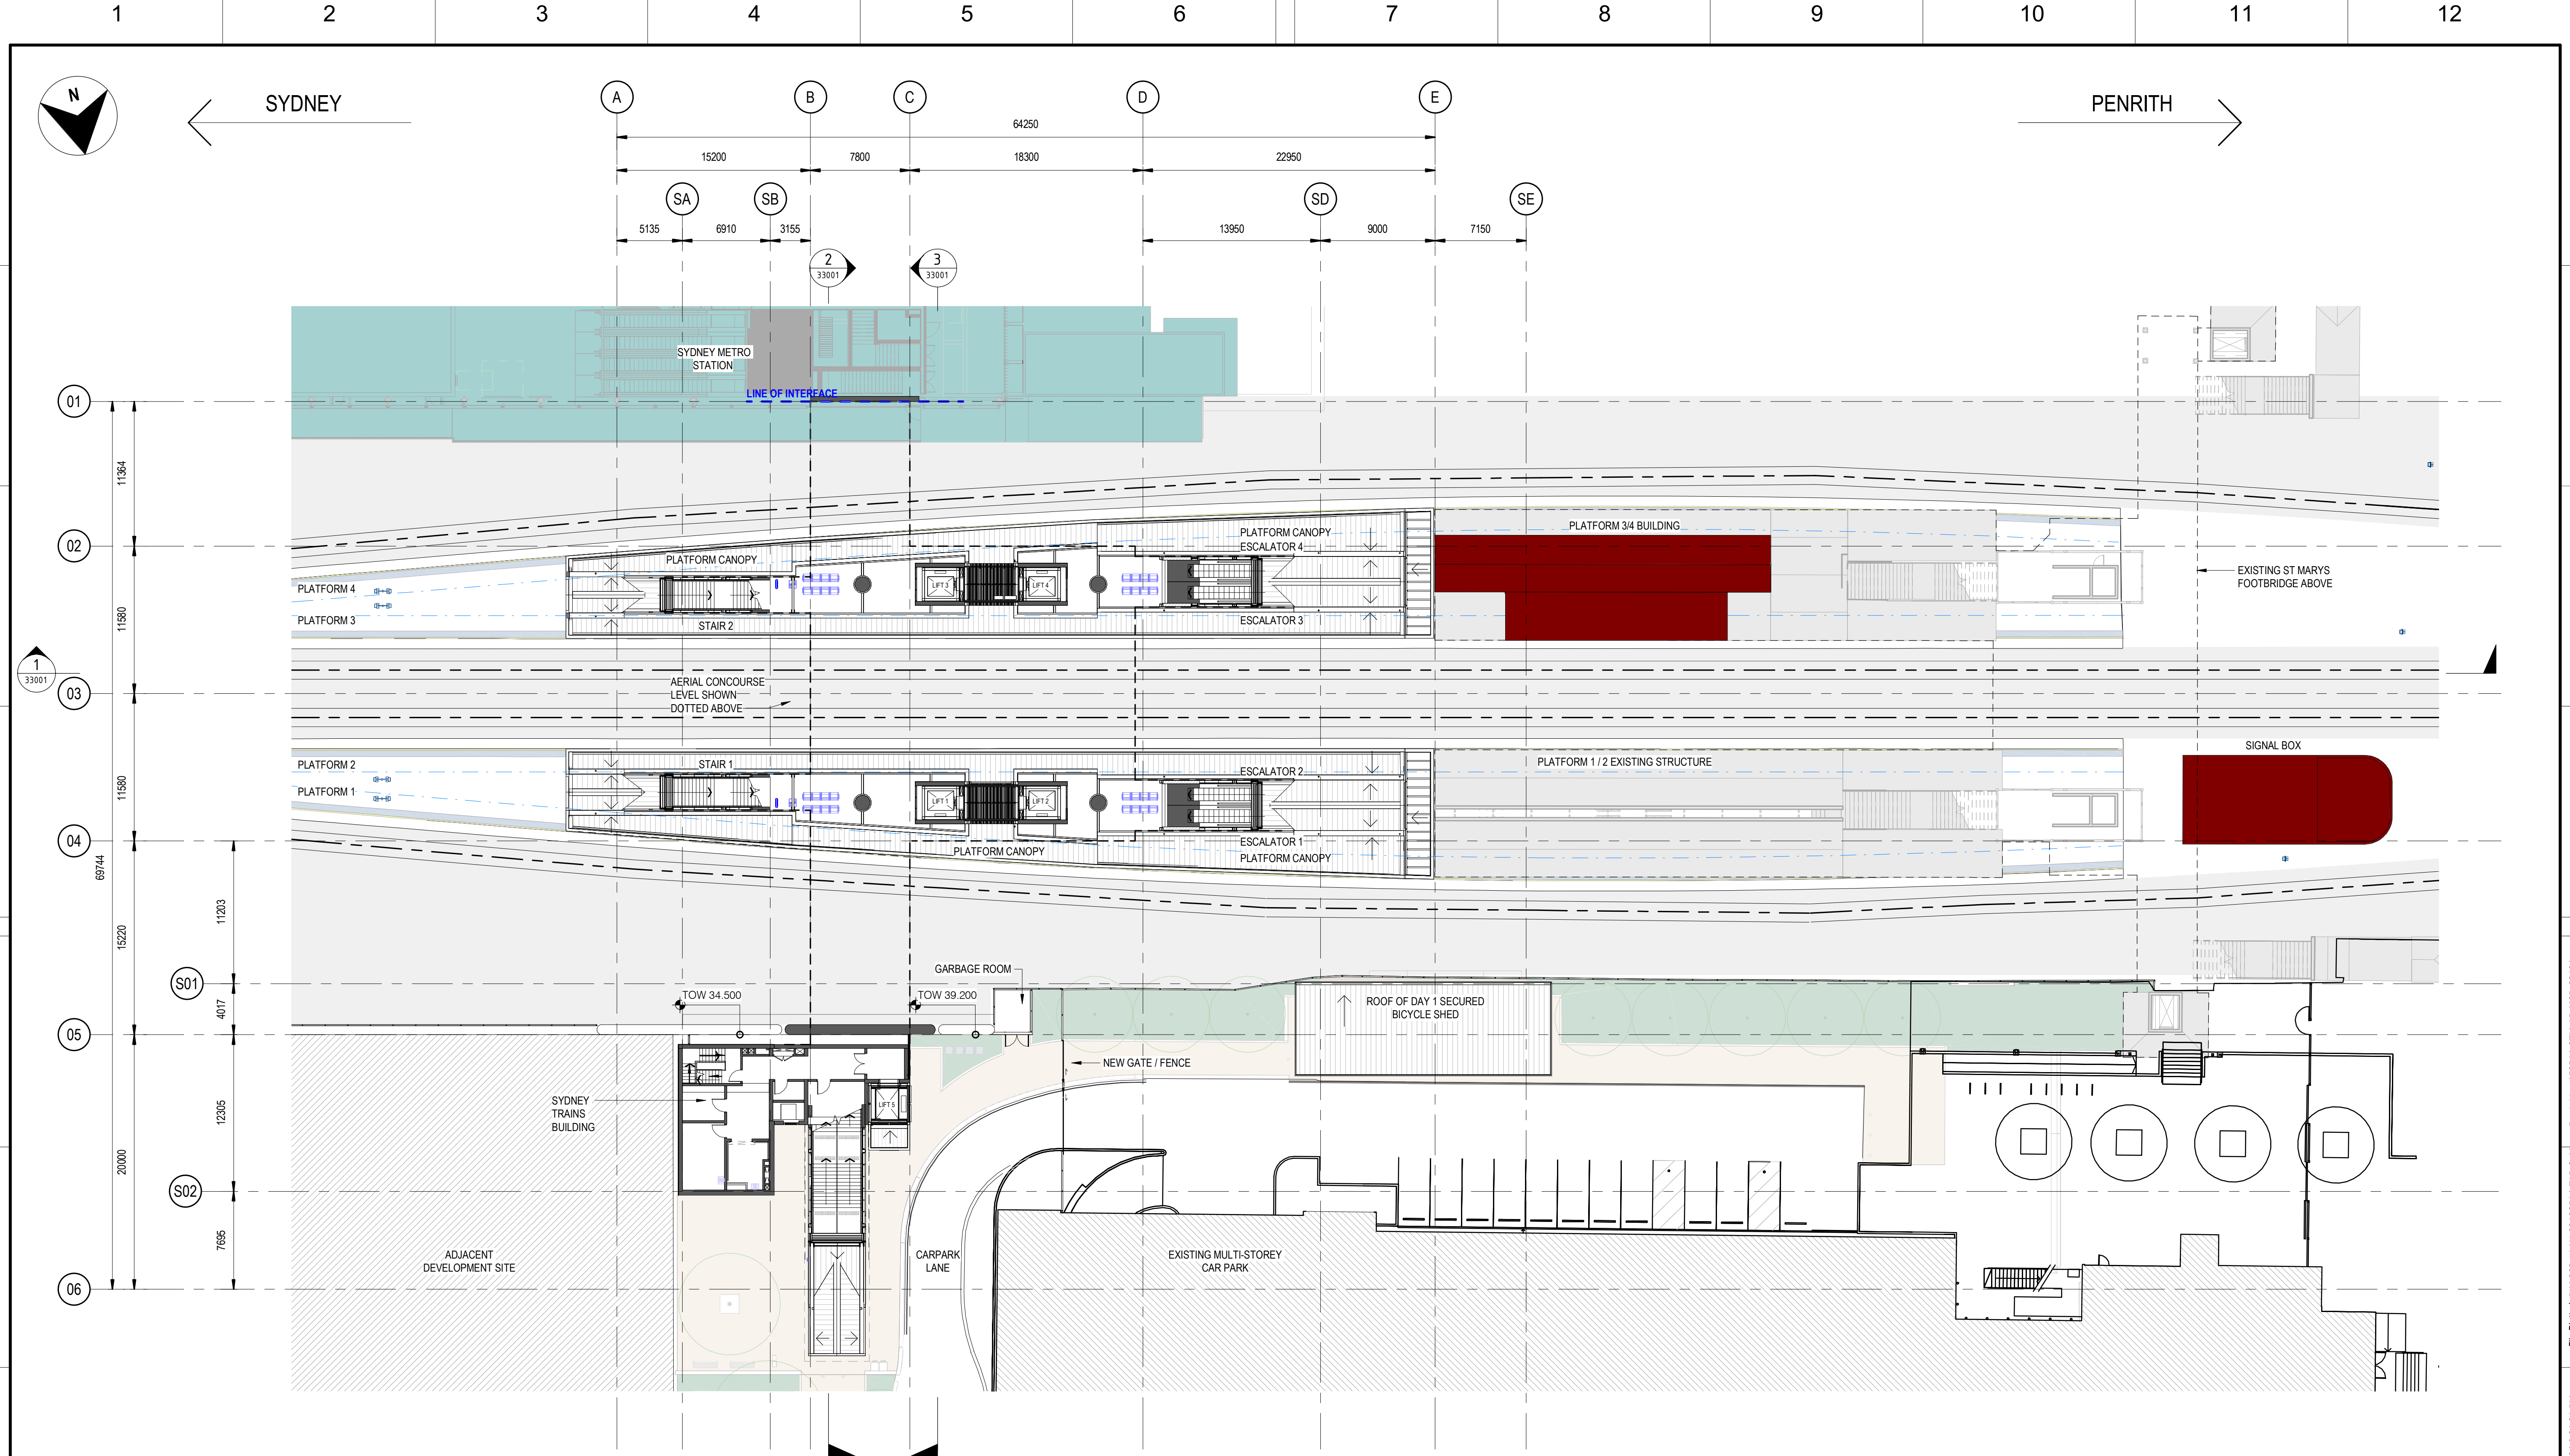 1 2 3 4 5 6 7 8 9 10 11 12
N
SYDNEY
PENRITH
A B C D E
64250
15200 7800 18300 22950
SA SB SD SE
5135 6910 3155 13950 9000 7150
2
33001
3
33001
SYDNEY METRO
STATION
LINE OF INTERFACE
01
11364
02
PLATFORM 3/4 BUILDING
PLATFORM CANOPY
ESCALATOR 4
PLATFORM CANOPY
LIFT 3
LIFT 4
EXISTING ST MARYS
FOOTBRIDGE ABOVE
PLATFORM 4
11580
PLATFORM 3
STAIR 2
ESCALATOR 3
1
33001
03
AERIAL CONCOURSE
LEVEL SHOWN
DOTTED ABOVE
SIGNAL BOX
PLATFORM 2
STAIR 1
ESCALATOR 2
PLATFORM 1 / 2 EXISTING STRUCTURE
11580
PLATFORM 1
LIFT 1
LIFT 2
04
ESCALATOR 1
PLATFORM CANOPY
PLATFORM CANOPY
69744
11203
15220
GARBAGE ROOM
S01
TOW 34.500
TOW 39.200
ROOF OF DAY 1 SECURED
BICYCLE SHED
4017
05
NEW GATE / FENCE
SYDNEY
TRAINS
BUILDING
LIFT 5
12305
20000
S02
7695
ADJACENT
DEVELOPMENT SITE
CARPARK
LANE
EXISTING MULTI-STOREY
CAR PARK
06